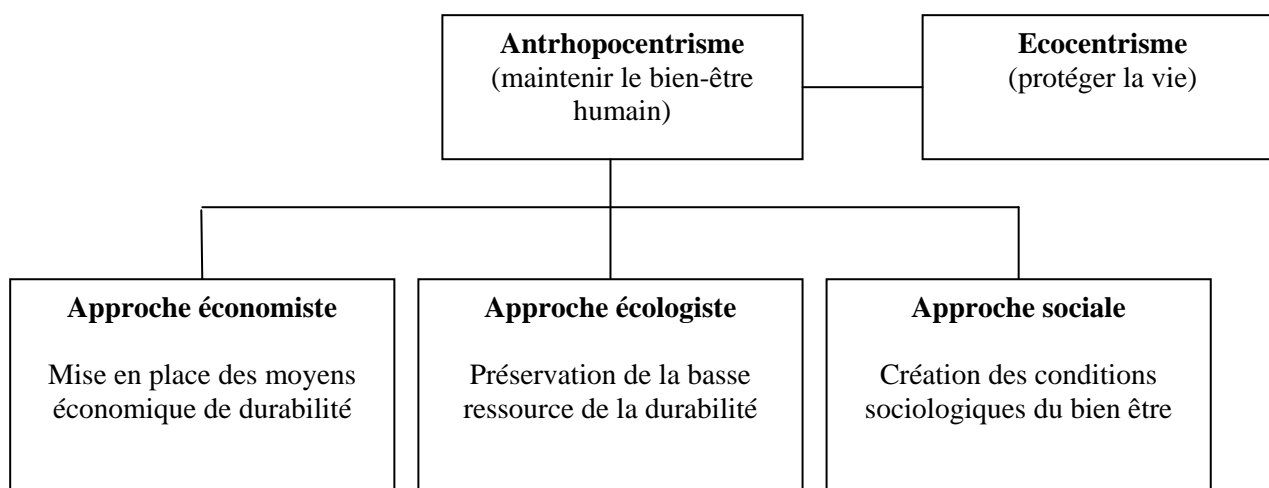 Antrhopocentrisme
(maintenir le bien-être
humain)
Ecocentrisme
(protéger la vie)
Approche économiste
Mise en place des moyens
économique de durabilité
Approche écologiste
Préservation de la basse
ressource de la durabilité
Approche sociale
Création des conditions
sociologiques du bien être